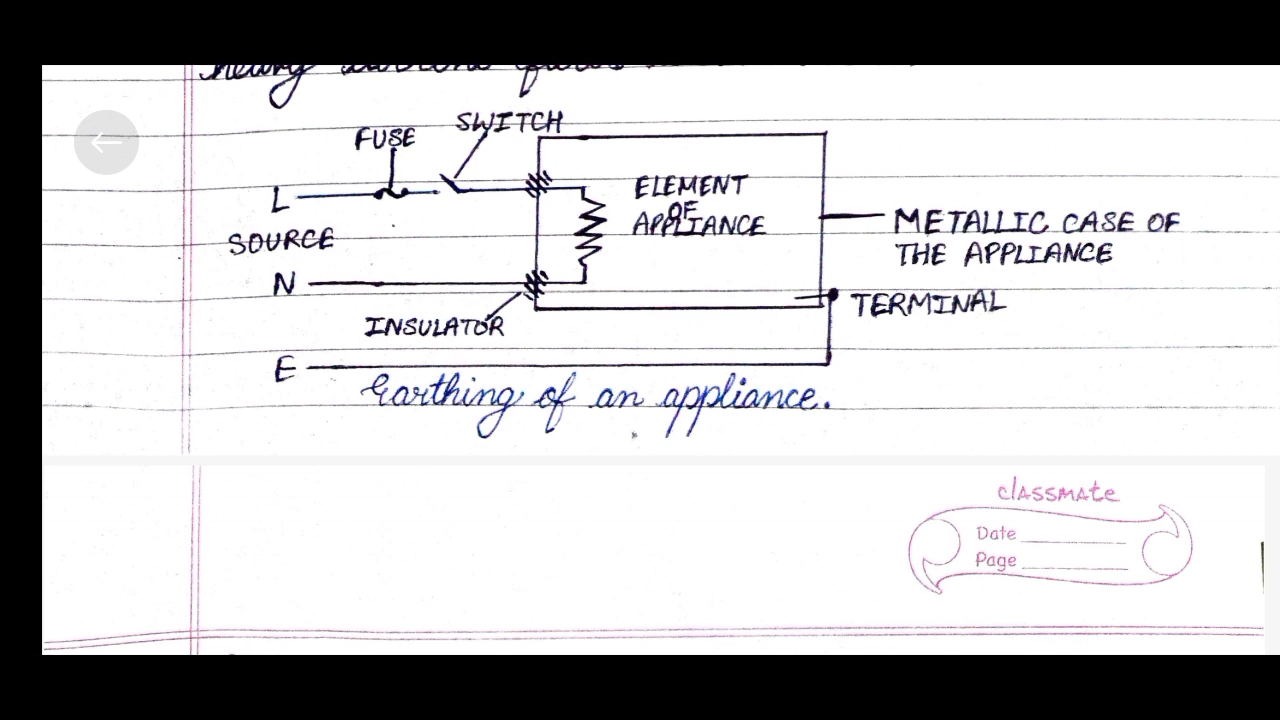 SWITCH
FUSE
L
ELEMENT
OF
APPLIANCE
METALLIC CASE OF
THE APPLIANCE
SOURCE
N
TERMINAL
INSULATOR
E
Earthing of an appliance.
classmate
Date
Page